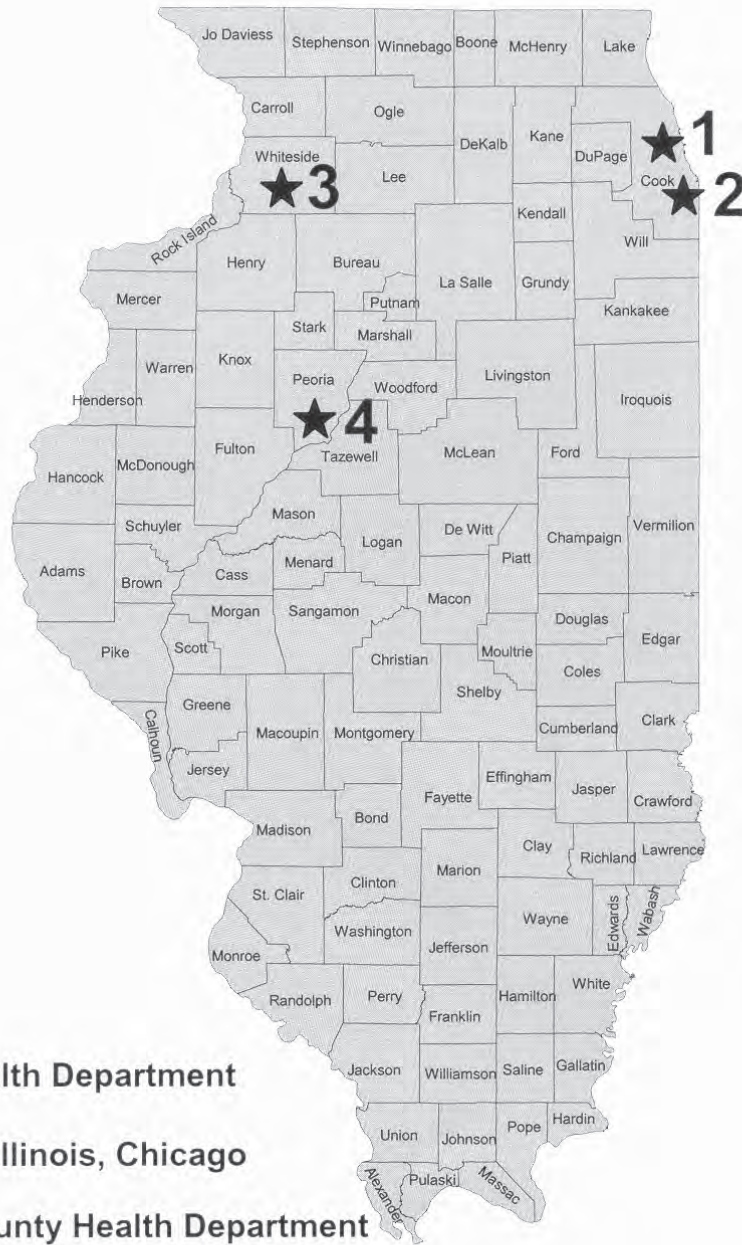 Jo Daviess
Stephenson
Winnebago
Boone
McHenry
Lake
Carroll
Ogle
DeKalb
Kane
DuPage
Cook
1
2
Whiteside
3
Lee
Kendall
Will
Rock Island
Henry
Bureau
La Salle
Grundy
Mercer
Putnam
Kankakee
Stark
Marshall
Knox
Warren
Henderson
Peoria
4
Woodford
Livingston
Iroquois
Fulton
Tazewell
McLean
Ford
Hancock
McDonough
Mason
Logan
De Witt
Piatt
Champaign
Vermilion
Schuyler
Adams
Brown
Cass
Menard
Macon
Morgan
Sangamon
Douglas
Edgar
Pike
Scott
Christian
Moultrie
Coles
Shelby
Greene
Calhoun
Macoupin
Montgomery
Cumberland
Clark
Jersey
Fayette
Effingham
Jasper
Crawford
Madison
Bond
Clay
Richland
Lawrence
St. Clair
Clinton
Marion
Wayne
Edwards
Wabash
Washington
Monroe
Jefferson
Randolph
Perry
Hamilton
White
Franklin
Jackson
Williamson
Saline
Gallatin
Union
Johnson
Pope
Hardin
Alexander
Pulaski
Massac
lth Department
llinois, Chicago
unty Health Department